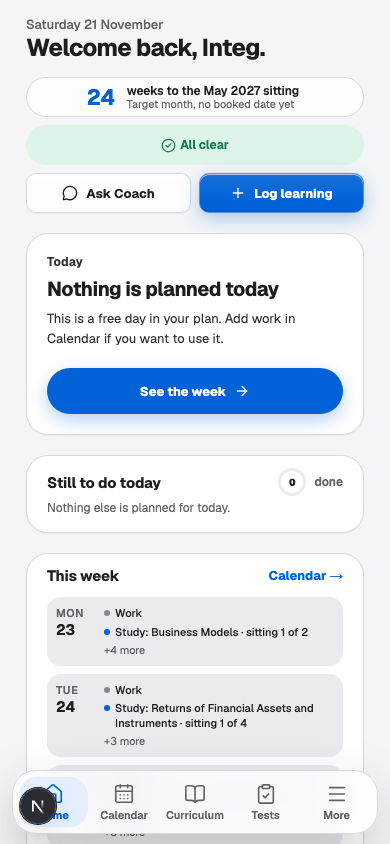 Saturday 21 November
Welcome back, Integ.
24
weeks to the May 2027 sitting
Target month, no booked date yet
All clear
Ask Coach
Log learning
Today
Nothing is planned today
This is a free day in your plan. Add work in
Calendar if you want to use it.
See the week →
Still to do today
0 done
Nothing else is planned for today.
This week
Calendar →
MON
23
Work
Study: Business Models · sitting 1 of 2
+4 more
TUE
24
Work
Study: Returns of Financial Assets and
Instruments · sitting 1 of 4
+3 more
N
Calendar
Curriculum
Tests
More